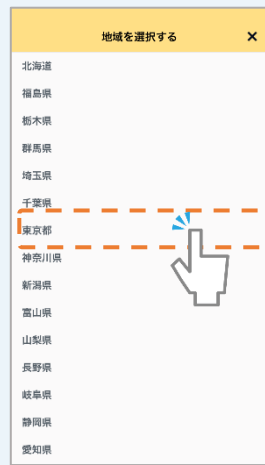 地域を選択する ×
北海道
福島県
栃木県
群馬県
埼玉県
千葉県
東京都
神奈川県
新潟県
富山県
山梨県
長野県
岐阜県
静岡県
愛知県